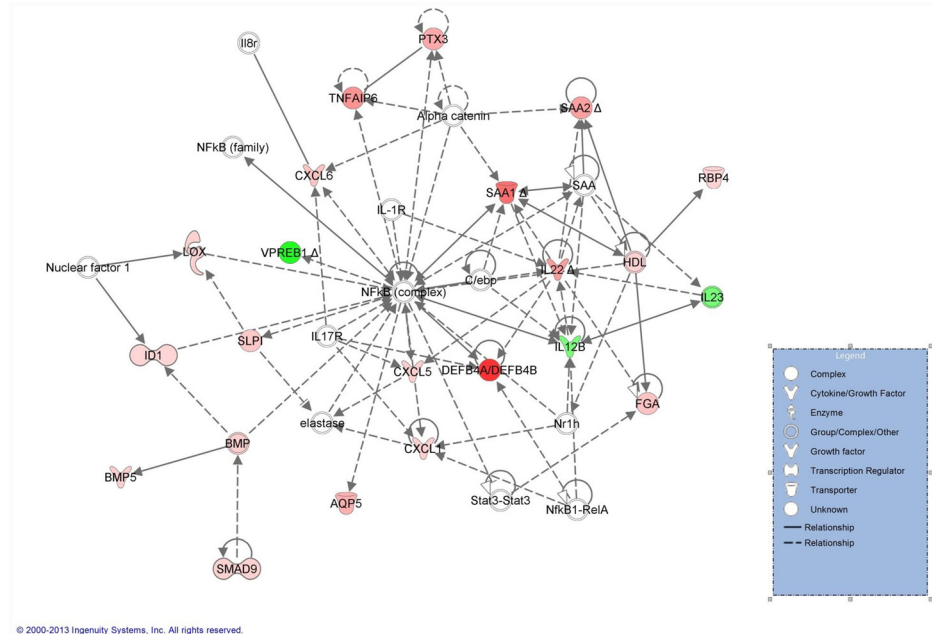 PTX3
Il8r
TNFAIP6
Alpha catenin
SAA2 Δ
NFkB (family)
CXCL6
SAA
RBP4
SAA1 Δ
IL-1R
LOX
VPREB1 Δ
Nuclear factor 1
C/ebp
IL22 Δ
HDL
NFkB (complex)
IL23
ID1
SLPI
IL17R
IL12B
CXCL5
DEFB4A/DEFB4B
FGA
elastase
Nr1h
BMP
CXCL1
BMP5
AQP5
Stat3-Stat3
NfkB1-RelA
SMAD9
Legend
Complex
Cytokine/Growth Factor
Enzyme
Group/Complex/Other
Growth factor
Transcription Regulator
Transporter
Unknown
Relationship
Relationship
© 2000-2013 Ingenuity Systems, Inc. All rights reserved.